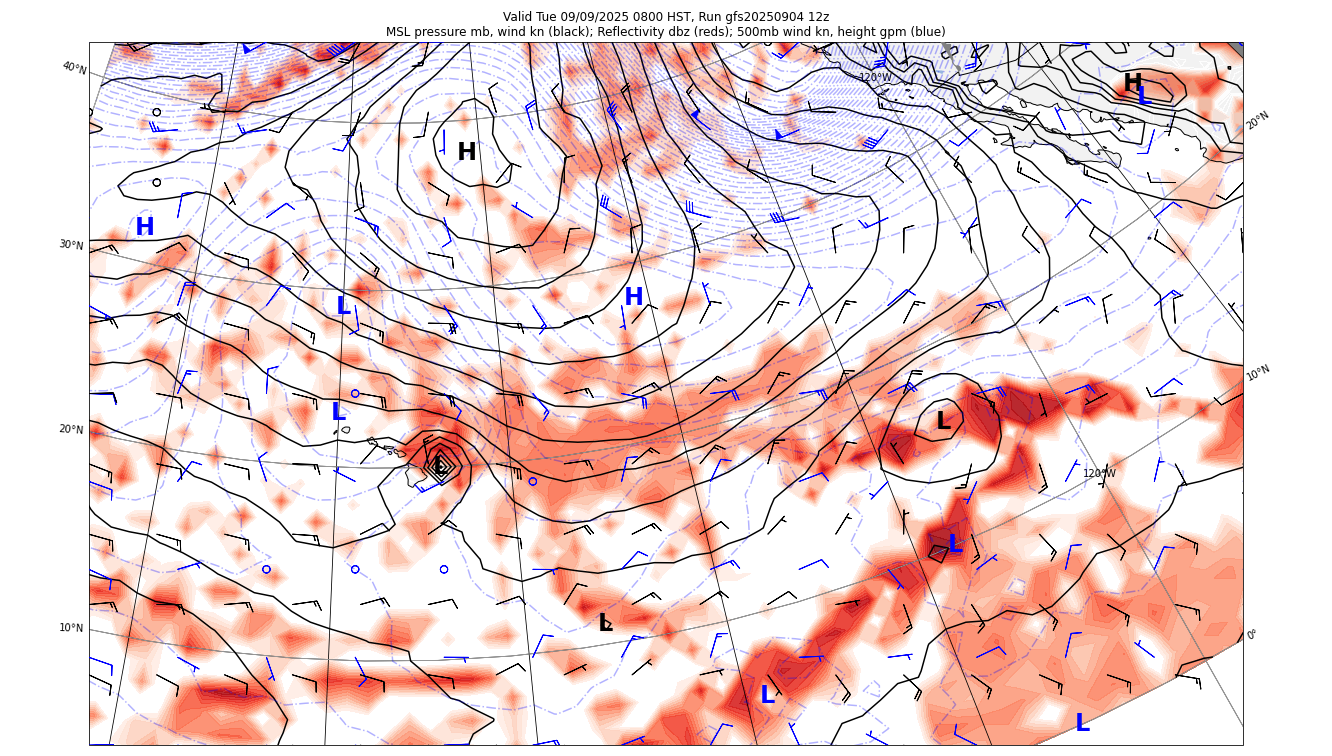 Valid Tue 09/09/2025 0800 HST, Run gfs20250904 12z
MSL pressure mb, wind kn (black); Reflectivity dbz (reds); 500mb wind kn, height gpm (blue)
40°N
120°W
H
L
20°N
H
H
30°N
H
L
10°N
L
L
20°N
L
120°W
L
10°N
L
0°
L
L